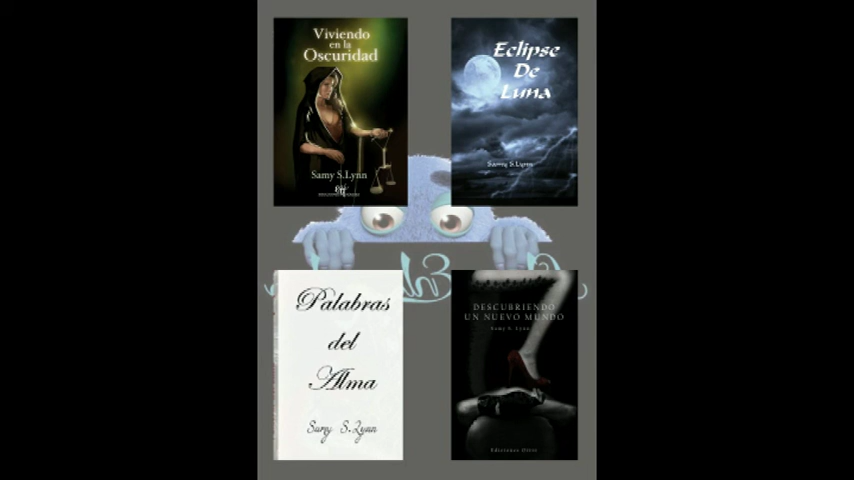 Viviendo
en la
Oscuridad
Samy S.Lynn
Eclipse
De
Luna
Samy S.Lynn
Palabras
del
Alma
Samy S.Lynn
DESCUBRIENDO
UN NUEVO MUNDO
Samy S. Lynn